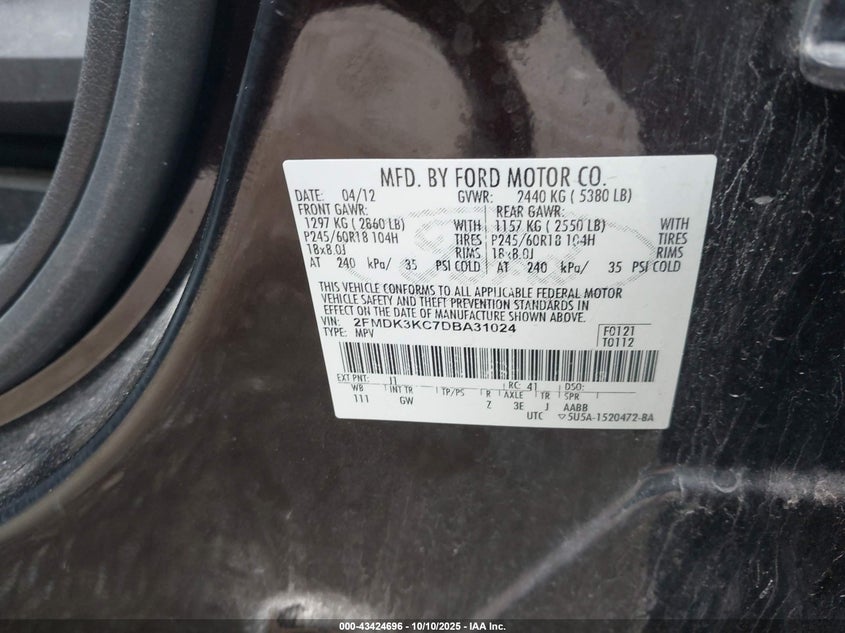 MFD. BY FORD MOTOR CO.
DATE: 04/12 GVWR: 2440 KG ( 5380 LB)
FRONT GAWR: REAR GAWR:
1297 KG ( 2860 LB) WITH 1157 KG ( 2550 LB) WITH
P245/60R18 104H TIRES P245/60R18 104H TIRES
18x8.0J RIMS 18x8.0J RIMS
AT 240 kPa/ 35 PSI COLD AT 240 kPa/ 35 PSI COLD
THIS VEHICLE CONFORMS TO ALL APPLICABLE FEDERAL MOTOR
VEHICLE SAFETY AND THEFT PREVENTION STANDARDS IN
EFFECT ON THE DATE OF MANUFACTURE SHOWN ABOVE.
VIN: 2FMDK3KC7DBA31024 F0121
TYPE: MPV T0112
EXT PNT: J1 RC: 41 DSO:
WB INT TR TP/PS R AXLE TR SPR
111 GW Z 3E J AABB
UTC ▽5U5A-1520472-BA
000-43424696 - 10/10/2025 - IAA Inc.